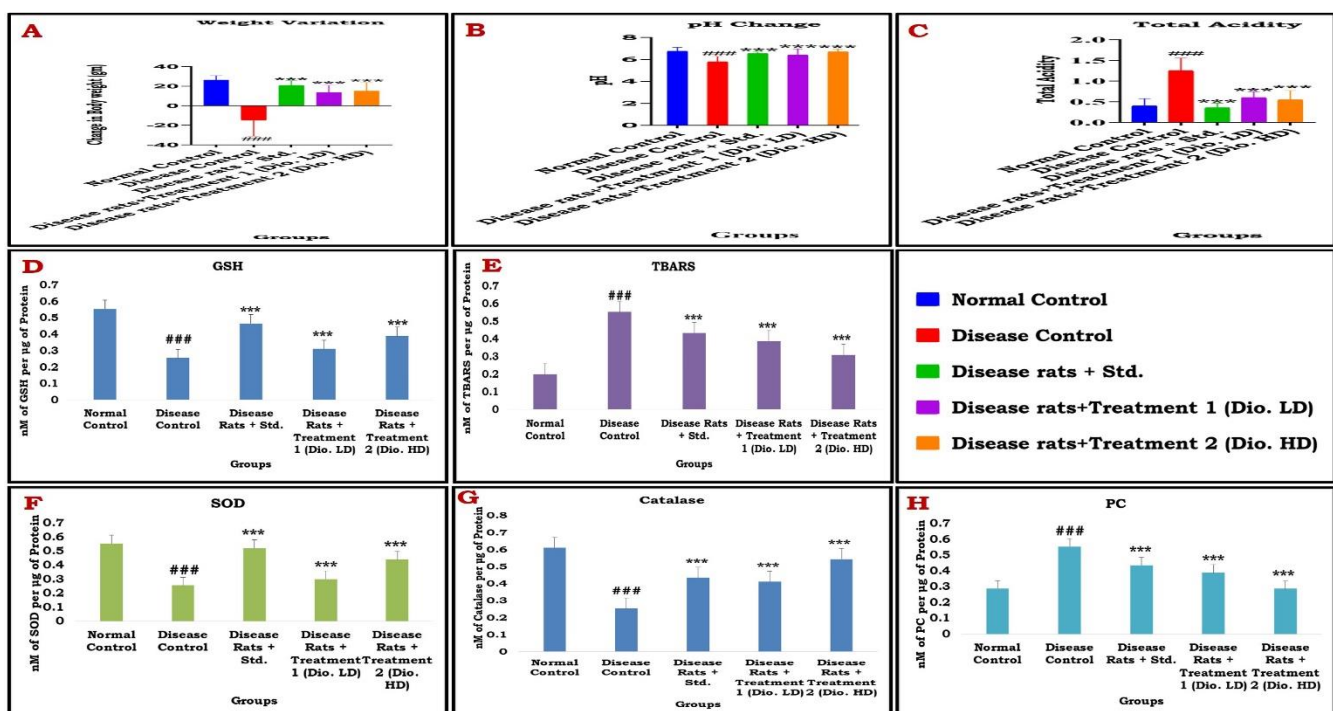 A
Weight Variation
Change in Body weight (gm)
40
20
0
-20
-40
***
***
***
###
Normal Control
Disease Control
Disease rats + Std.
Disease rats+Treatment 1 (Dio. LD)
Disease rats+Treatment 2 (Dio. HD)
Groups
B
pH Change
pH
8
6
4
2
0
###
***
***
***
Normal Control
Disease Control
Disease rats + Std.
Disease rats+Treatment 1 (Dio. LD)
Disease rats+Treatment 2 (Dio. HD)
Groups
C
Total Acidity
Total Acidity
2.0
1.5
1.0
0.5
0.0
###
***
***
***
Normal Control
Disease Control
Disease rats + Std.
Disease rats+Treatment 1 (Dio. LD)
Disease rats+Treatment 2 (Dio. HD)
Groups
D
GSH
nM of GSH per µg of Protein
0.7
0.6
0.5
0.4
0.3
0.2
0.1
0
###
***
***
***
Normal Control
Disease Control
Disease Rats + Std.
Disease Rats + Treatment 1 (Dio. LD)
Disease Rats + Treatment 2 (Dio. HD)
Groups
E
TBARS
nM of TBARS per µg of Protein
0.7
0.6
0.5
0.4
0.3
0.2
0.1
0
###
***
***
***
Normal Control
Disease Control
Disease Rats + Std.
Disease Rats + Treatment 1 (Dio. LD)
Disease Rats + Treatment 2 (Dio. HD)
Groups
Normal Control
Disease Control
Disease rats + Std.
Disease rats+Treatment 1 (Dio. LD)
Disease rats+Treatment 2 (Dio. HD)
F
SOD
nM of SOD per µg of Protein
0.7
0.6
0.5
0.4
0.3
0.2
0.1
0
###
***
***
***
Normal Control
Disease Control
Disease Rats + Std.
Disease Rats + Treatment 1 (Dio. LD)
Disease Rats + Treatment 2 (Dio. HD)
Groups
G
Catalase
nM of Catalase per µg of Protein
0.8
0.7
0.6
0.5
0.4
0.3
0.2
0.1
0
###
***
***
***
Normal Control
Disease Control
Disease Rats + Std.
Disease Rats + Treatment 1 (Dio. LD)
Disease Rats + Treatment 2 (Dio. HD)
Groups
H
PC
nM of PC per µg of Protein
0.7
0.6
0.5
0.4
0.3
0.2
0.1
0
###
***
***
***
Normal Control
Disease Control
Disease Rats + Std.
Disease Rats + Treatment 1 (Dio. LD)
Disease Rats + Treatment 2 (Dio. HD)
Groups